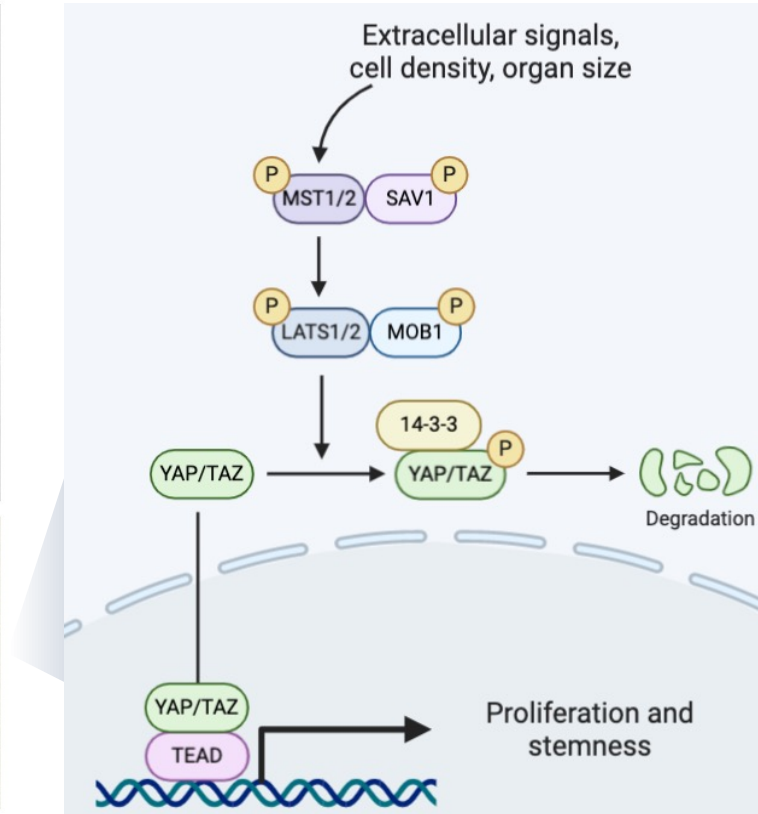 Extracellular signals,
cell density, organ size
P
P
MST1/2
SAV1
P
P
LATS1/2
MOB1
14-3-3
P
YAP/TAZ
YAP/TAZ
Degradation
YAP/TAZ
TEAD
Proliferation and
stemness